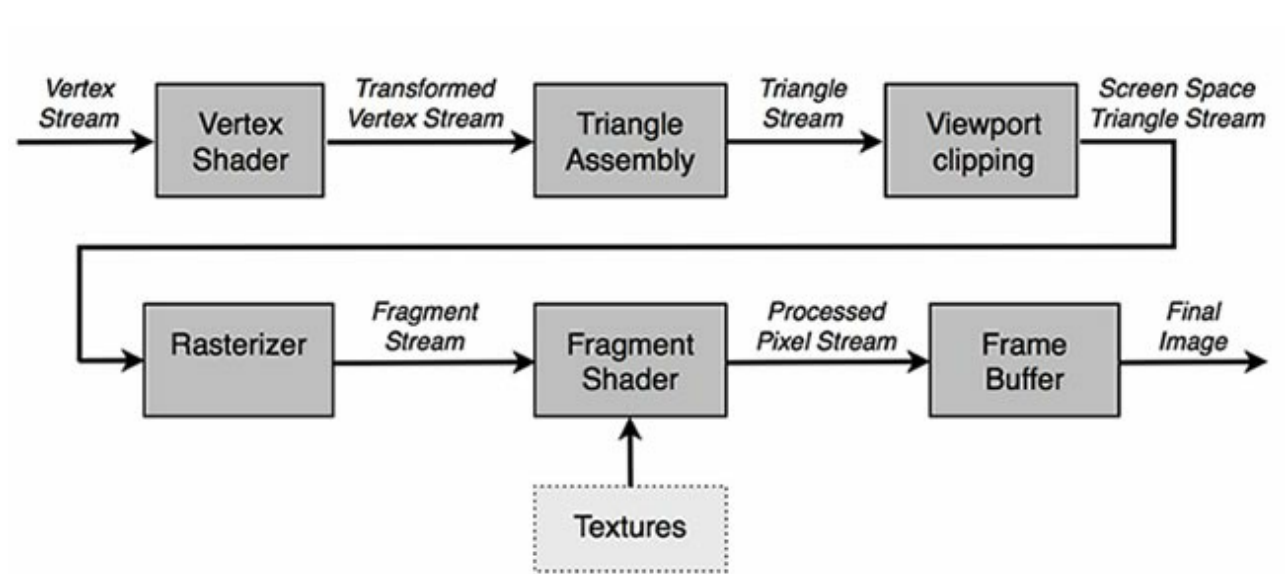 Vertex
Stream
Vertex
Shader
Transformed
Vertex Stream
Triangle
Assembly
Triangle
Stream
Viewport
clipping
Screen Space
Triangle Stream
Rasterizer
Fragment
Stream
Fragment
Shader
Processed
Pixel Stream
Frame
Buffer
Final
Image
Textures